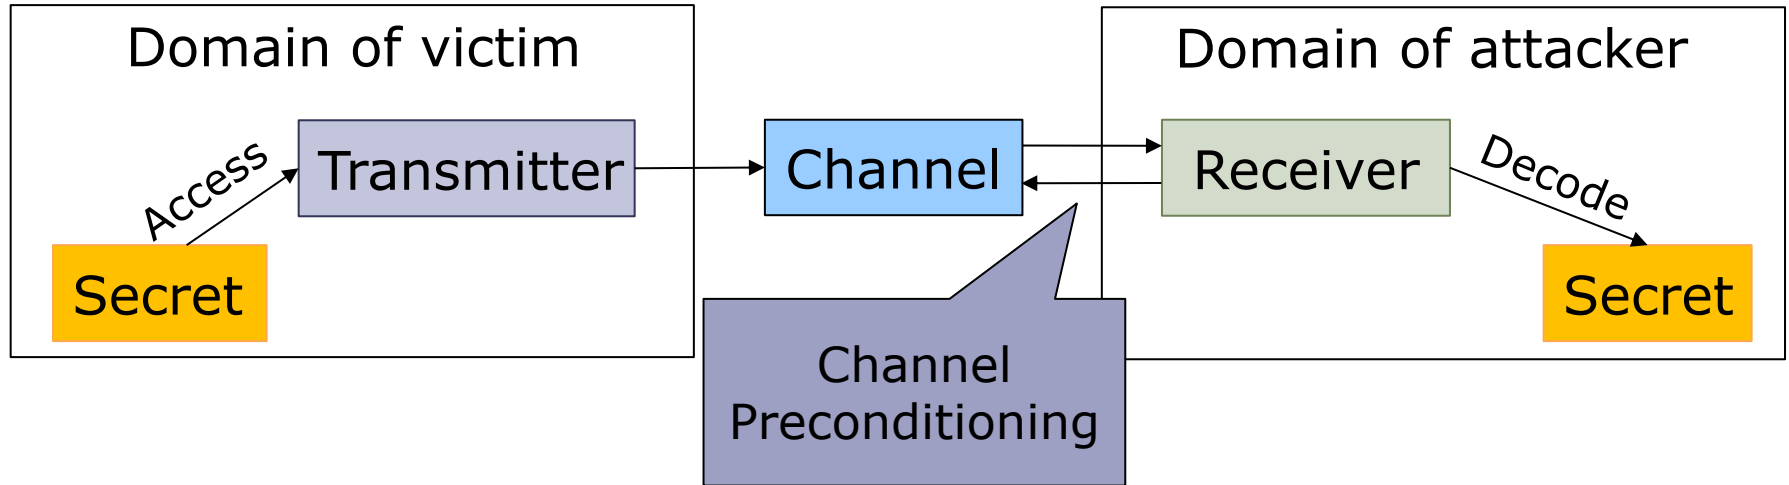 Domain of victim
Access
Transmitter
Secret
Channel
Channel
Preconditioning
Domain of attacker
Receiver
Decode
Secret